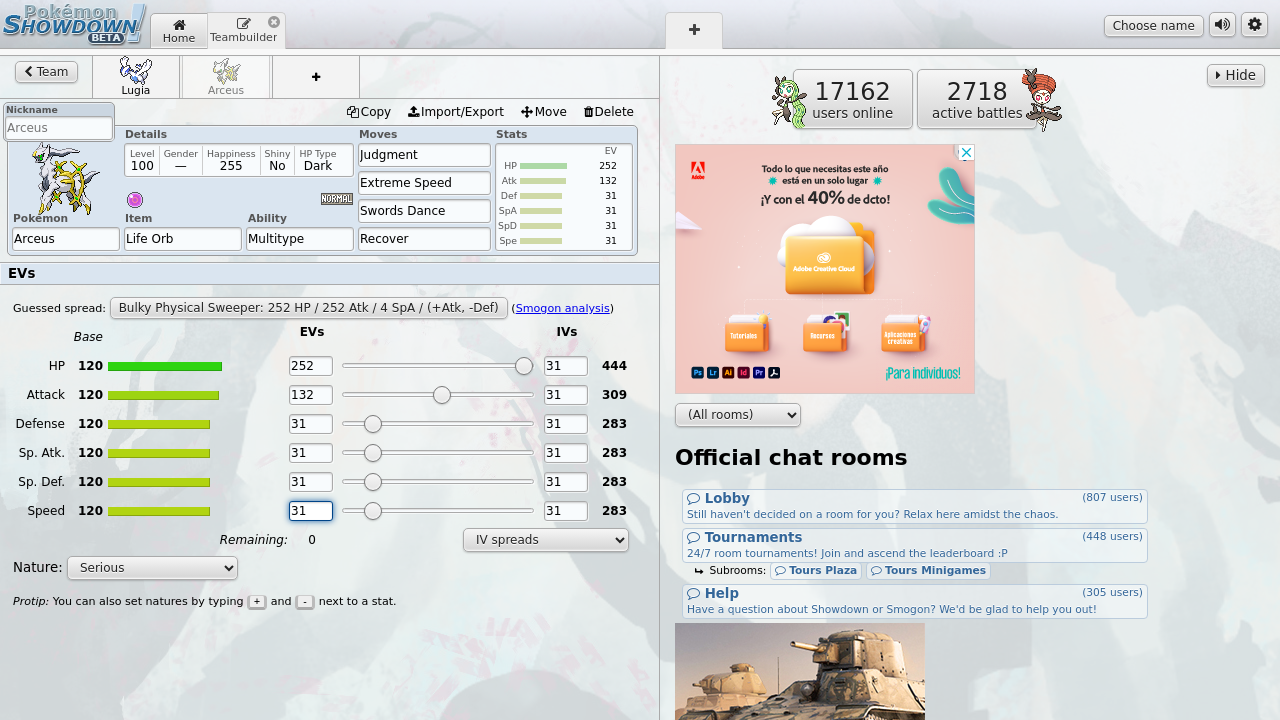 Pokémon
SHOWDOWN!
BETA
Home
Teambuilder
+
Choose name
Team
Lugia
Arceus
+
Hide
Nickname
Arceus
Copy
Import/Export
Move
Delete
Details
Level
100
Gender
—
Happiness
255
Shiny
No
HP Type
Dark
NORMAL
Pokémon
Arceus
Item
Life Orb
Ability
Multitype
Moves
Judgment
Extreme Speed
Swords Dance
Recover
Stats
EV
HP 252
Atk 132
Def 31
SpA 31
SpD 31
Spe 31
EVs
Guessed spread: Bulky Physical Sweeper: 252 HP / 252 Atk / 4 SpA / (+Atk, -Def) (Smogon analysis)
Base EVs IVs
HP 120 252 31 444
Attack 120 132 31 309
Defense 120 31 31 283
Sp. Atk. 120 31 31 283
Sp. Def. 120 31 31 283
Speed 120 31 31 283
Remaining: 0 IV spreads
Nature: Serious
Protip: You can also set natures by typing + and - next to a stat.
17162
users online
2718
active battles
Adobe
Todo lo que necesitas este año
está en un solo lugar
¡Y con el 40% de dcto!
Adobe Creative Cloud
Tutoriales
Recursos
Aplicaciones
creativas
Ps Lr Ai Id Pr
¡Para individuos!
(All rooms)
Official chat rooms
Lobby (807 users)
Still haven't decided on a room for you? Relax here amidst the chaos.
Tournaments (448 users)
24/7 room tournaments! Join and ascend the leaderboard :P
Subrooms: Tours Plaza Tours Minigames
Help (305 users)
Have a question about Showdown or Smogon? We'd be glad to help you out!